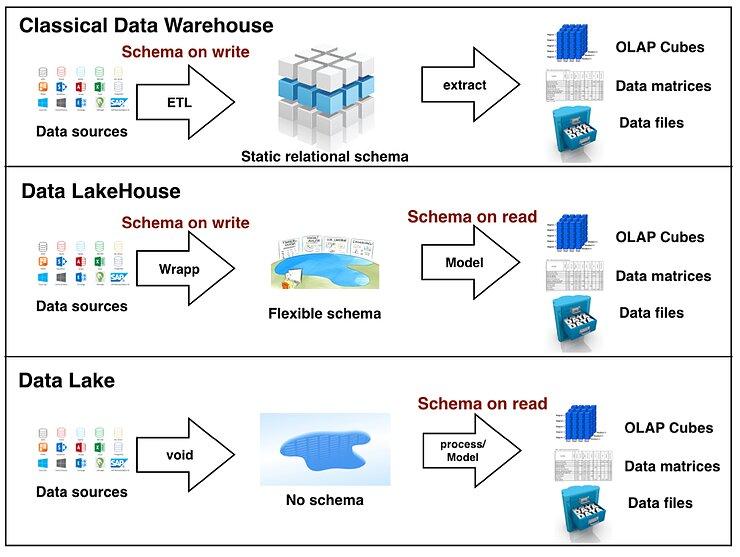 Classical Data Warehouse
Schema on write
ETL
Data sources
Static relational schema
extract
OLAP Cubes
Data matrices
Data files
Data LakeHouse
Schema on write
Wrapp
Data sources
Flexible schema
Schema on read
Model
OLAP Cubes
Data matrices
Data files
Data Lake
void
Data sources
No schema
Schema on read
process/
Model
OLAP Cubes
Data matrices
Data files